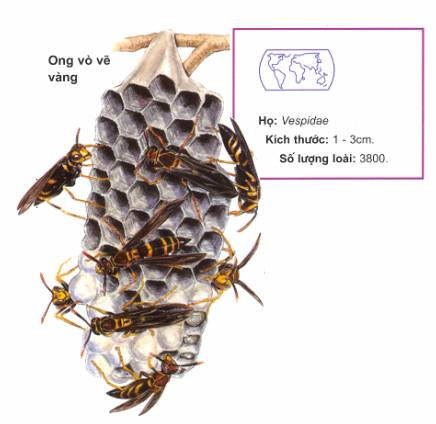 Ong vò vẽ
vàng
Họ: Vespidae
Kích thước: 1 - 3cm.
Số lượng loài: 3800.